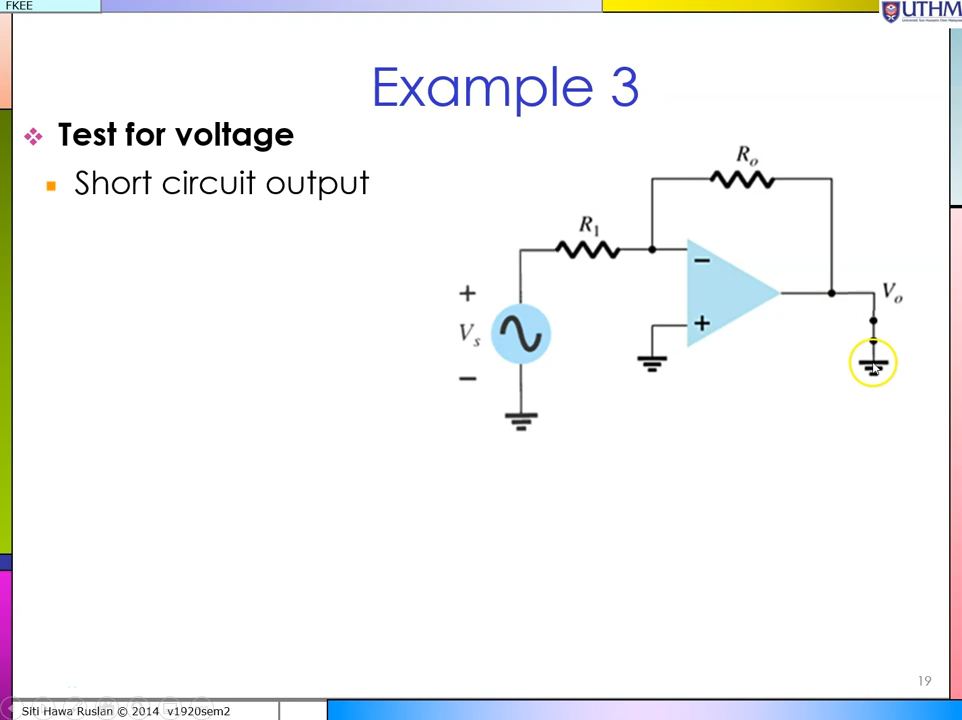 FKEE
UTHM
Example 3
Test for voltage
Short circuit output
Ro
R1
+
Vs
−
−
+
Vo
19
Siti Hawa Ruslan © 2014 v1920sem2